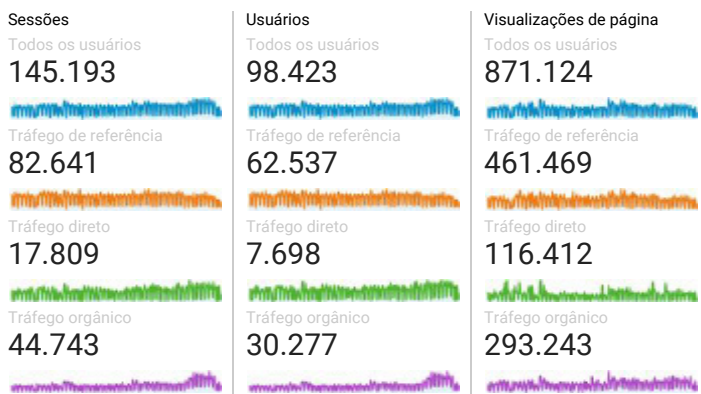 Sessões
Todos os usuários
145.193
Tráfego de referência
82.641
Tráfego direto
17.809
Tráfego orgânico
44.743
Usuários
Todos os usuários
98.423
Tráfego de referência
62.537
Tráfego direto
7.698
Tráfego orgânico
30.277
Visualizações de página
Todos os usuários
871.124
Tráfego de referência
461.469
Tráfego direto
116.412
Tráfego orgânico
293.243